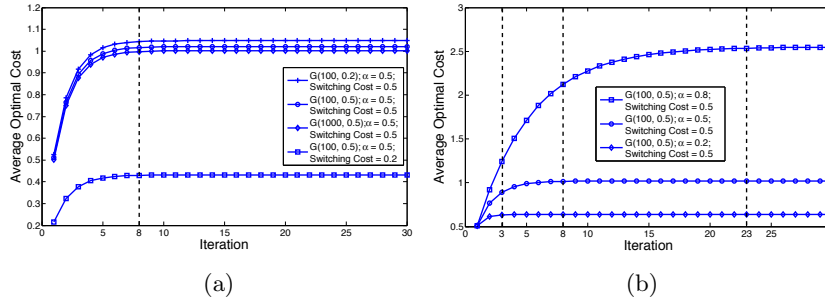 1.2
1.1
1
0.9
0.8
0.7
0.6
0.5
0.4
0.3
0.2
Average Optimal Cost
G(100, 0.2);α = 0.5;
Switching Cost = 0.5
G(100, 0.5);α = 0.5;
Switching Cost = 0.5
G(1000, 0.5);α = 0.5;
Switching Cost = 0.5
G(100, 0.5);α = 0.5;
Switching Cost = 0.2
0 5 8 10 15 20 25 30
Iteration
(a)
3
2.5
2
1.5
1
0.5
Average Optimal Cost
G(100, 0.5);α = 0.8;
Switching Cost = 0.5
G(100, 0.5);α = 0.5;
Switching Cost = 0.5
G(100, 0.5);α = 0.2;
Switching Cost = 0.5
0 3 8 10 15 20 23 25
Iteration
(b)